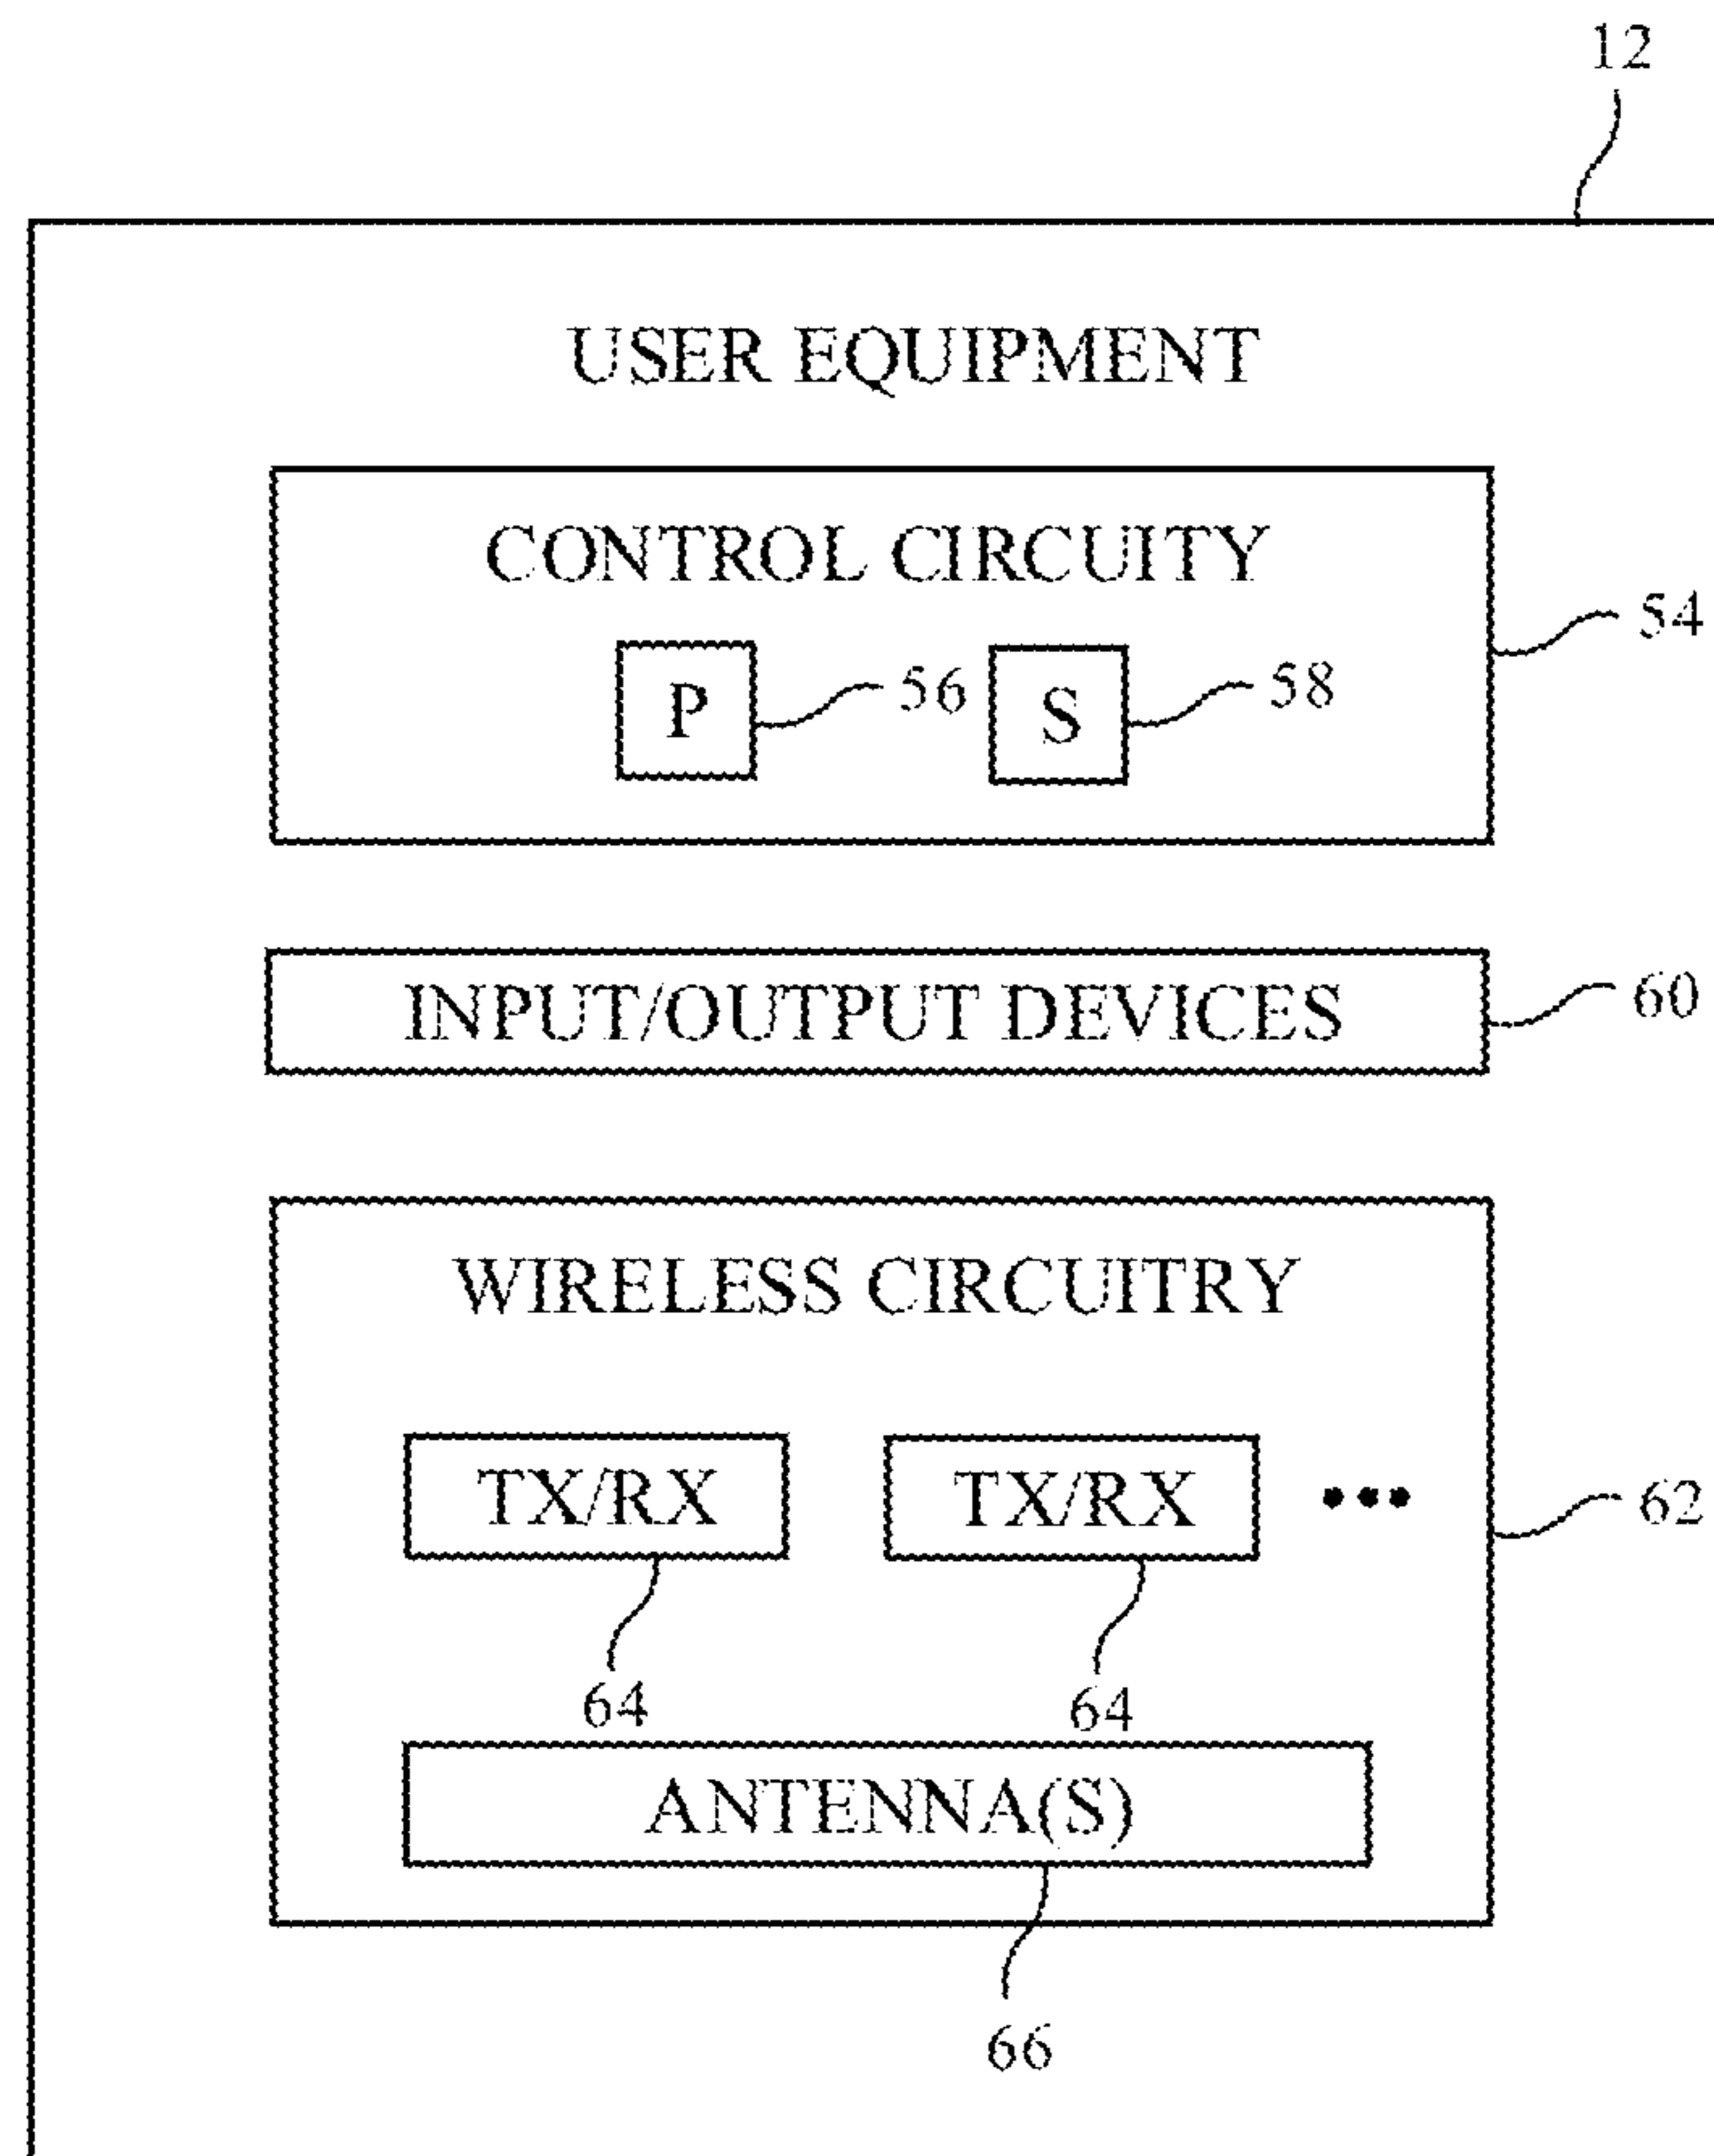 12
USER EQUIPMENT
CONTROL CIRCUITY
54
P 56 S 58
INPUT/OUTPUT DEVICES 60
WIRELESS CIRCUITRY
TX/RX TX/RX ••• 62
64 64
ANTENNA(S)
66